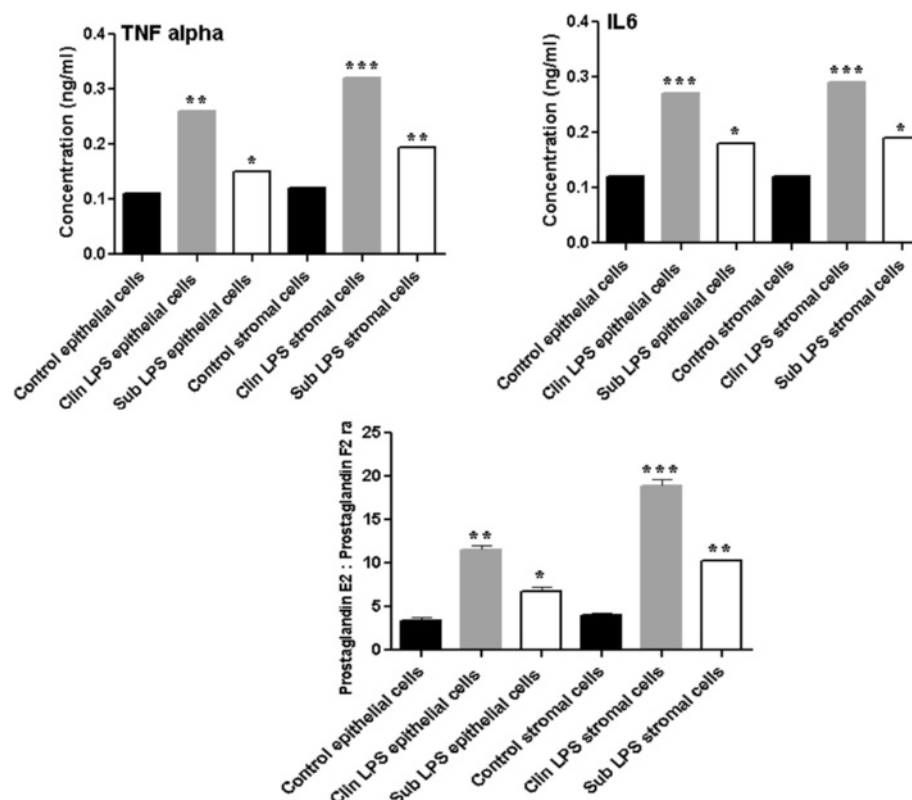 TNF alpha
Concentration (ng/ml)
0.4
0.3
0.2
0.1
0.0
**
*
***
**
Control epithelial cells
Clin LPS epithelial cells
Sub LPS epithelial cells
Control stromal cells
Clin LPS stromal cells
Sub LPS stromal cells
IL6
Concentration (ng/ml)
0.4
0.3
0.2
0.1
0.0
***
*
***
*
Control epithelial cells
Clin LPS epithelial cells
Sub LPS epithelial cells
Control stromal cells
Clin LPS stromal cells
Sub LPS stromal cells
Prostaglandin E2 : Prostaglandin F2 ra
25
20
15
10
5
0
**
*
***
**
Control epithelial cells
Clin LPS epithelial cells
Sub LPS epithelial cells
Control stromal cells
Clin LPS stromal cells
Sub LPS stromal cells